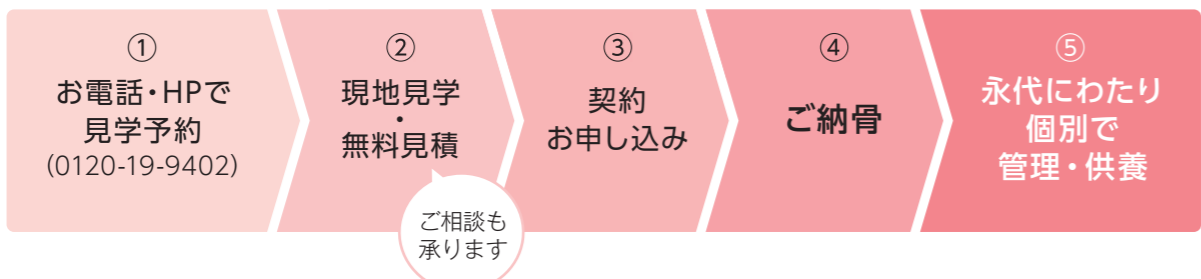 ①
お電話・HPで
見学予約
(0120-19-9402)
②
現地見学
・
無料見積
ご相談も
承ります
③
契約
お申し込み
④
ご納骨
⑤
永代にわたり
個別で
管理・供養